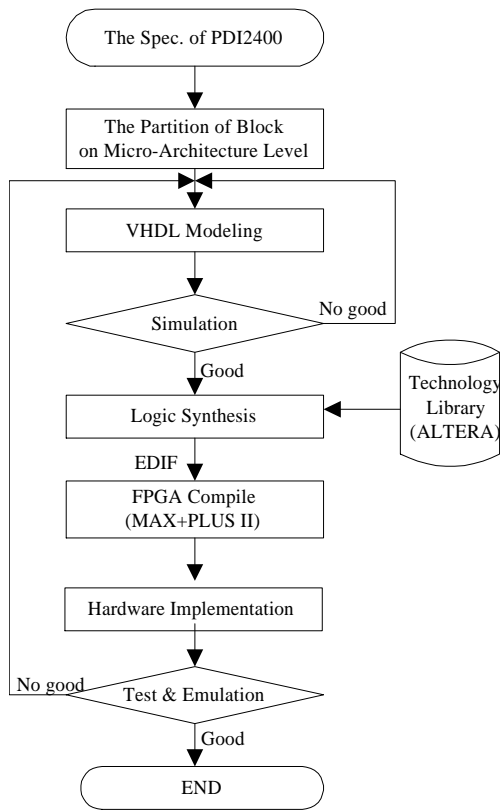 The Spec. of PDI2400
The Partition of Block
on Micro-Architecture Level
VHDL Modeling
No good
Simulation
Good
Technology
Library
(ALTERA)
Logic Synthesis
EDIF
FPGA Compile
(MAX+PLUS II)
Hardware Implementation
No good
Test & Emulation
Good
END